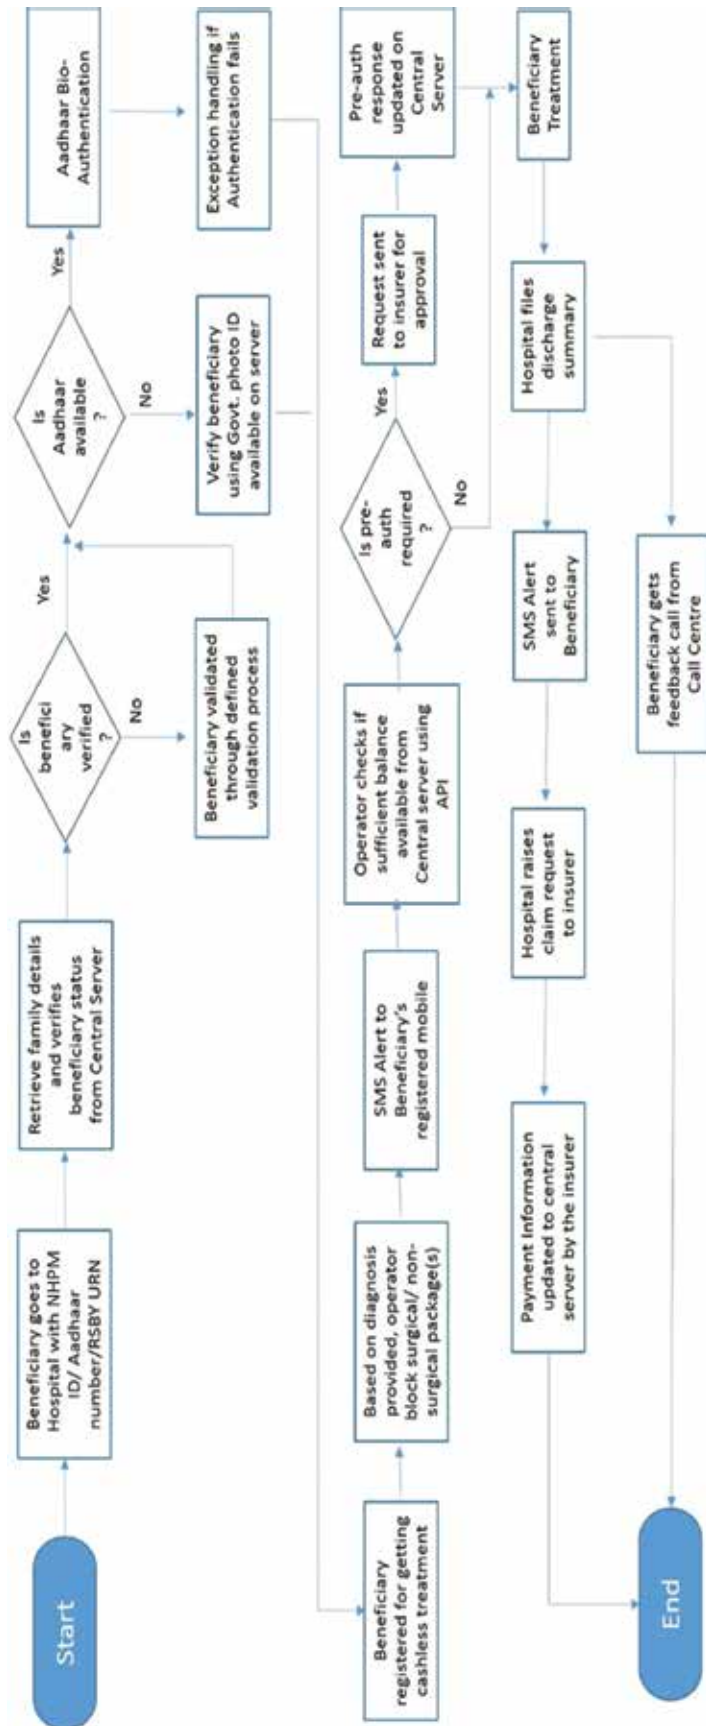 Start
Beneficiary goes to
Hospital with NHPM
ID/ Aadhaar
number/RSBY URN
Retrieve family details
and verifies
beneficiary status
from Central Server
Is
benefici
ary
verified
?
Yes
No
Beneficiary validated
through defined
validation process
Is
Aadhaar
available
?
Yes
No
Verify beneficiary
using Govt. photo ID
available on server
Aadhaar Bio-
Authentication
Exception handling if
Authentication fails
Beneficiary
registered for getting
cashless treatment
Based on diagnosis
provided, operator
block surgical/ non-
surgical package(s)
SMS Alert to
Beneficiary's
registered mobile
Operator checks if
sufficient balance
available from
Central server using
API
Is pre-
auth
required
?
Yes
No
Request sent
to insurer for
approval
Pre-auth
response
updated on
Central
Server
Beneficiary
Treatment
Hospital files
discharge
summary
SMS Alert
sent to
Beneficiary
Hospital raises
claim request
to insurer
Payment Information
updated to central
server by the insurer
Beneficiary gets
feedback call from
Call Centre
End